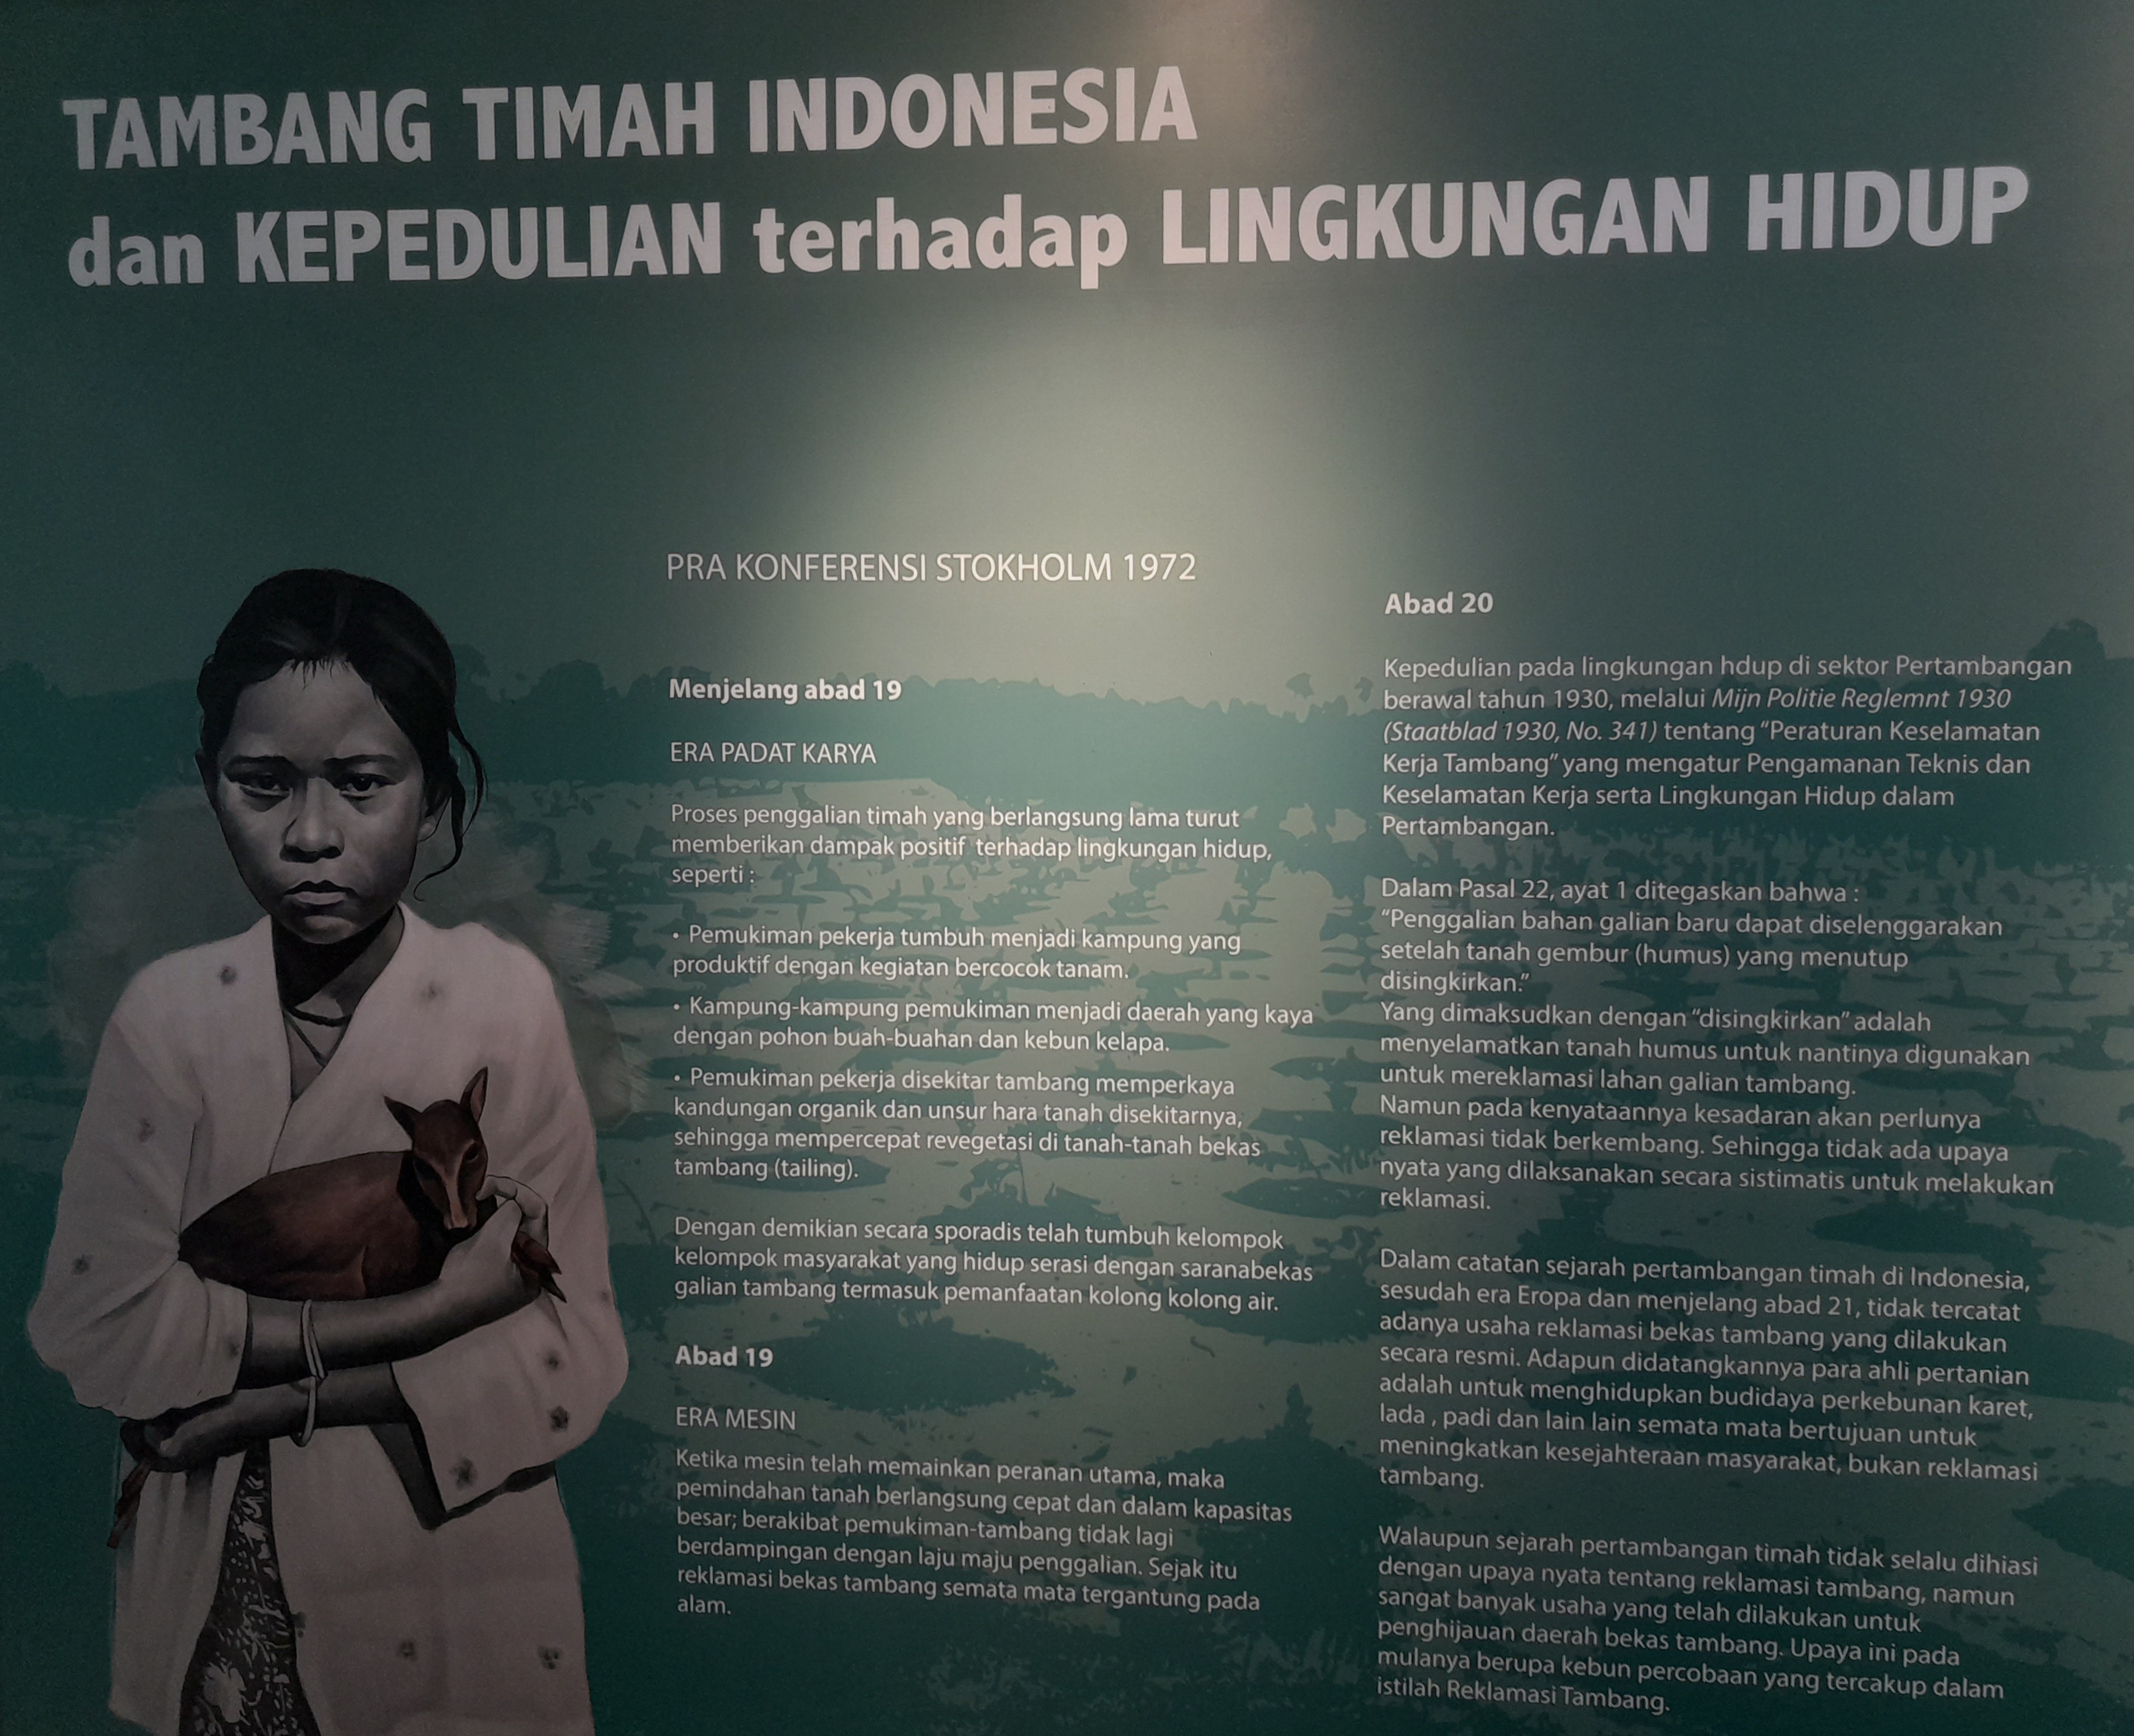 TAMBANG TIMAH INDONESIA
dan KEPEDULIAN terhadap LINGKUNGAN HIDUP
PRA KONFERENSI STOKHOLM 1972
Menjelang abad 19
ERA PADAT KARYA
Proses penggalian timah yang berlangsung lama turut
memberikan dampak positif terhadap lingkungan hidup,
seperti :
• Pemukiman pekerja tumbuh menjadi kampung yang
produktif dengan kegiatan bercocok tanam.
• Kampung-kampung pemukiman menjadi daerah yang kaya
dengan pohon buah-buahan dan kebun kelapa.
• Pemukiman pekerja disekitar tambang memperkaya
kandungan organik dan unsur hara tanah disekitarnya,
sehingga mempercepat revegetasi di tanah-tanah bekas
tambang (tailing).
Dengan demikian secara sporadis telah tumbuh kelompok
kelompok masyarakat yang hidup serasi dengan saranabekas
galian tambang termasuk pemanfaatan kolong kolong air.
Abad 19
ERA MESIN
Ketika mesin telah memainkan peranan utama, maka
pemindahan tanah berlangsung cepat dan dalam kapasitas
besar; berakibat pemukiman-tambang tidak lagi
berdampingan dengan laju maju penggalian. Sejak itu
reklamasi bekas tambang semata mata tergantung pada
alam.
Abad 20
Kepedulian pada lingkungan hdup di sektor Pertambangan
berawal tahun 1930, melalui Mijn Politie Reglemnt 1930
(Staatblad 1930, No. 341) tentang “Peraturan Keselamatan
Kerja Tambang” yang mengatur Pengamanan Teknis dan
Keselamatan Kerja serta Lingkungan Hidup dalam
Pertambangan.
Dalam Pasal 22, ayat 1 ditegaskan bahwa :
“Penggalian bahan galian baru dapat diselenggarakan
setelah tanah gembur (humus) yang menutup
disingkirkan.”
Yang dimaksudkan dengan “disingkirkan” adalah
menyelamatkan tanah humus untuk nantinya digunakan
untuk mereklamasi lahan galian tambang.
Namun pada kenyataannya kesadaran akan perlunya
reklamasi tidak berkembang. Sehingga tidak ada upaya
nyata yang dilaksanakan secara sistimatis untuk melakukan
reklamasi.
Dalam catatan sejarah pertambangan timah di Indonesia,
sesudah era Eropa dan menjelang abad 21, tidak tercatat
adanya usaha reklamasi bekas tambang yang dilakukan
secara resmi. Adapun didatangkannya para ahli pertanian
adalah untuk menghidupkan budidaya perkebunan karet,
lada , padi dan lain lain semata mata bertujuan untuk
meningkatkan kesejahteraan masyarakat, bukan reklamasi
tambang.
Walaupun sejarah pertambangan timah tidak selalu dihiasi
dengan upaya nyata tentang reklamasi tambang, namun
sangat banyak usaha yang telah dilakukan untuk
penghijauan daerah bekas tambang. Upaya ini pada
mulanya berupa kebun percobaan yang tercakup dalam
istilah Reklamasi Tambang.